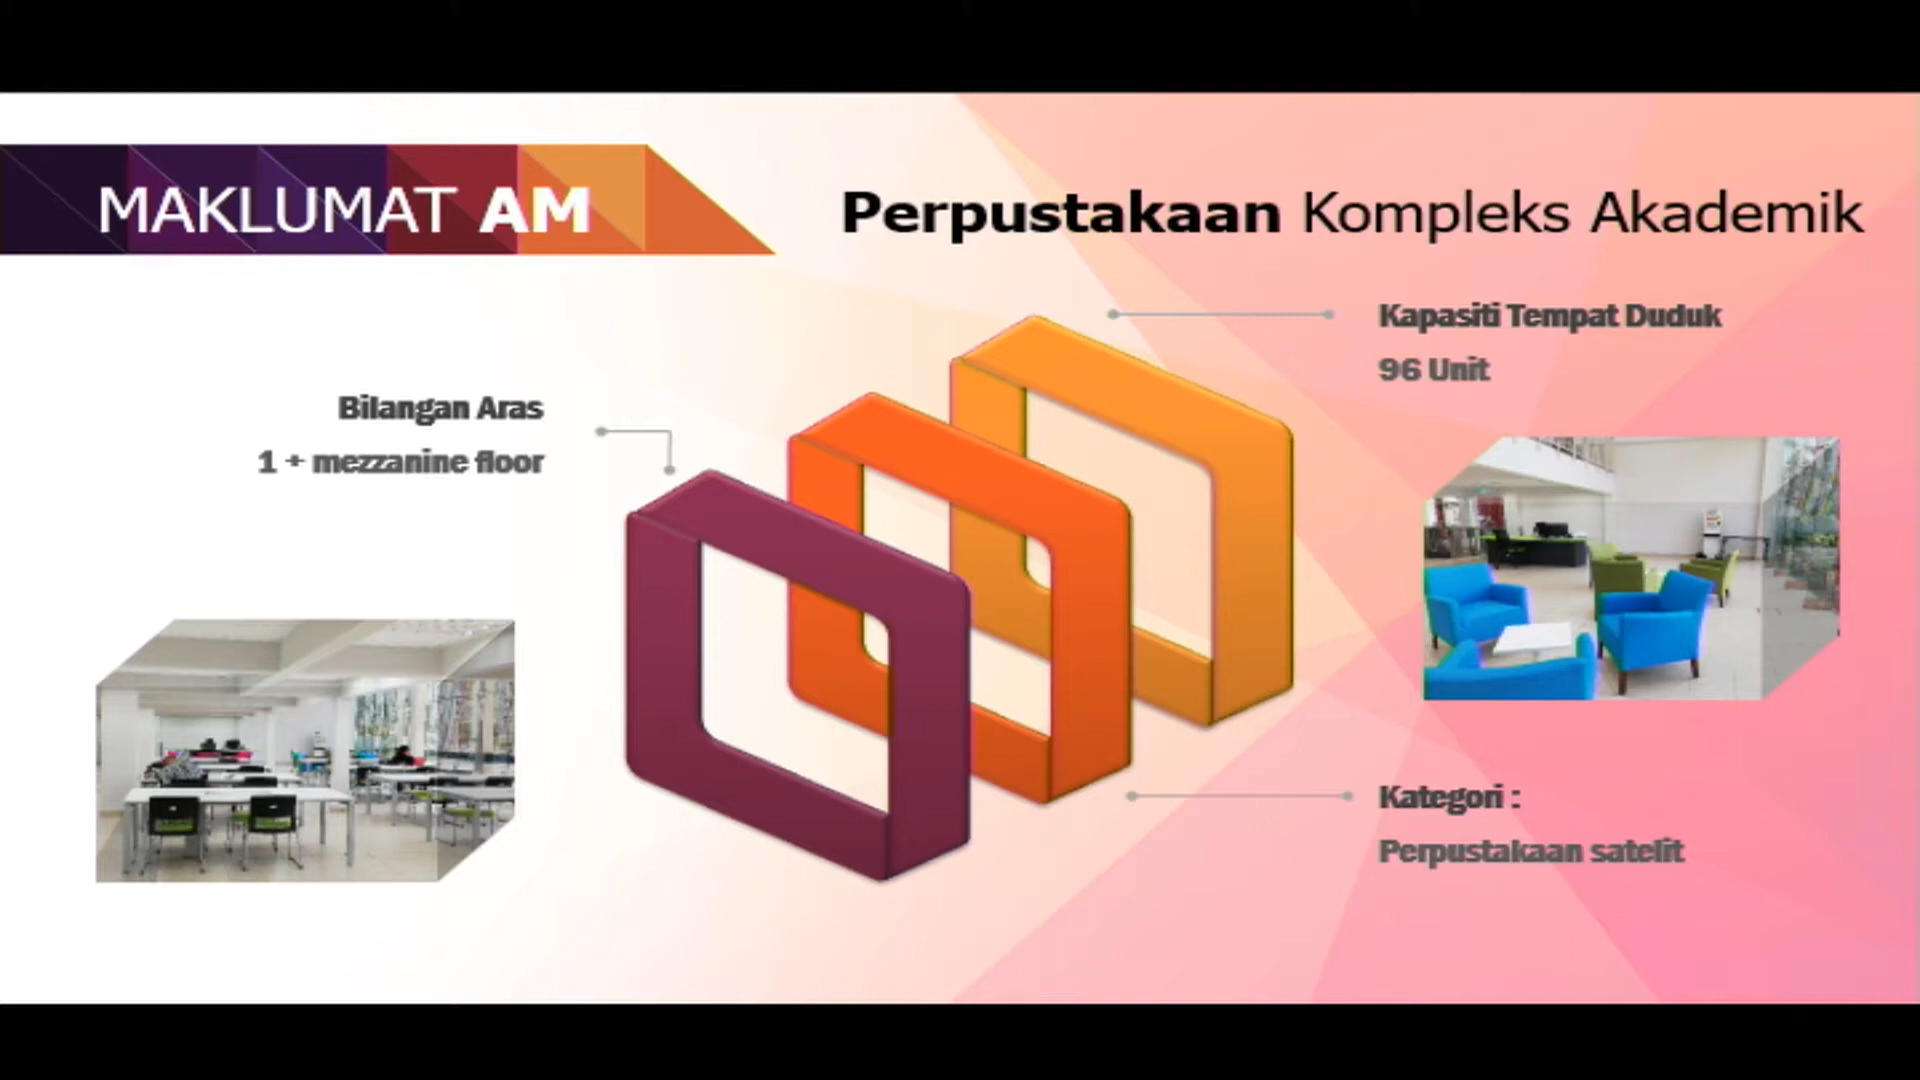 MAKLUMAT AM
Perpustakaan Kompleks Akademik
Kapasiti Tempat Duduk
96 Unit
Bilangan Aras
1 + mezzanine floor
Kategori :
Perpustakaan satelit